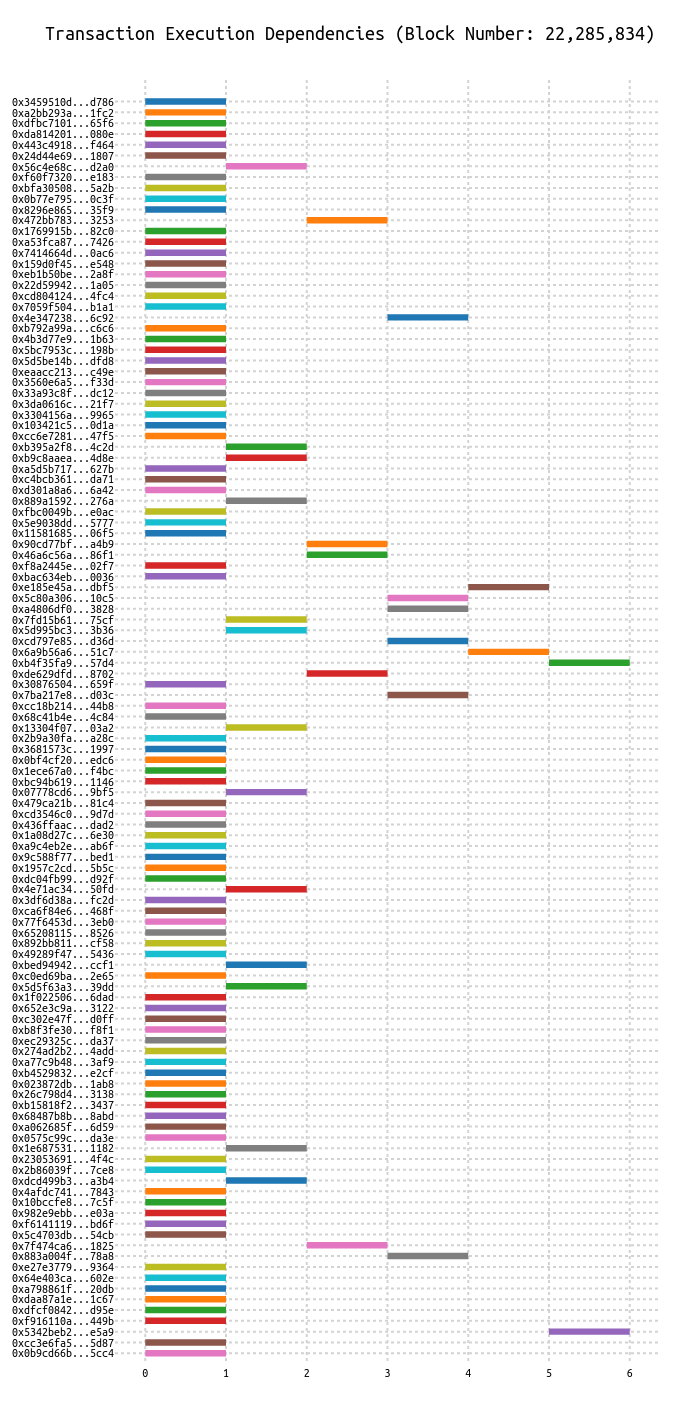 Transaction Execution Dependencies (Block Number: 22,285,834)
0x3459510d...d786
0xa2bb293a...1fc2
0xdfbc7101...65f6
0xda814201...080e
0x443c4918...f464
0x24d44e69...1807
0x56c4e68c...d2a0
0xf60f7320...e183
0xbfa30508...5a2b
0x0b77e795...0c3f
0x8296e865...35f9
0x472bb783...3253
0x1769915b...82c0
0xa53fca87...7426
0x7414664d...0ac6
0x159d0f45...e548
0xeb1b50be...2a8f
0x22d59942...1a05
0xcd804124...4fc4
0x7059f504...b1a1
0x4e347238...6c92
0xb792a99a...c6c6
0x4b3d77e9...1b63
0x5bc7953c...198b
0x5d5be14b...dfd8
0xeaacc213...c49e
0x3560e6a5...f33d
0x33a93c8f...dc12
0x3da0616c...21f7
0x3304156a...9965
0x103421c5...0d1a
0xcc6e7281...47f5
0xb395a2f8...4c2d
0xb9c8aaea...4d8e
0xa5d5b717...627b
0xc4bcb361...da71
0xd301a8a6...6a42
0x889a1592...276a
0xfbc0049b...e0ac
0x5e9038dd...5777
0x11581685...06f5
0x90cd77bf...a4b9
0x46a6c56a...86f1
0xf8a2445e...02f7
0xbac634eb...0036
0xe185e45a...dbf5
0x5c80a306...10c5
0xa4806df0...3828
0x7fd15b61...75cf
0x5d995bc3...3b36
0xcd797e85...d36d
0x6a9b56a6...51c7
0xb4f35fa9...57d4
0xde629dfd...8702
0x30876504...659f
0x7ba217e8...d03c
0xcc18b214...44b8
0x68c41b4e...4c84
0x13304f07...03a2
0x2b9a30fa...a28c
0x3681573c...1997
0x0bf4cf20...edc6
0x1ece67a0...f4bc
0xbc94b619...1146
0x07778cd6...9bf5
0x479ca21b...81c4
0xcd3546c0...9d7d
0x436ffaac...dad2
0x1a08d27c...6e30
0xa9c4eb2e...ab6f
0x9c588f77...bed1
0x1957c2cd...5b5c
0xdc04fb99...d92f
0x4e71ac34...50fd
0x3df6d38a...fc2d
0xca6f84e6...468f
0x77f6453d...3eb0
0x65208115...8526
0x892bb811...cf58
0x49289f47...5436
0xbed94942...ccf1
0xc0ed69ba...2e65
0x5d5f63a3...39dd
0x1f022506...6dad
0x652e3c9a...3122
0xc302e47f...d0ff
0xb8f3fe30...f8f1
0xec29325c...da37
0x274ad2b2...4add
0xa77c9b48...3af9
0xb4529832...e2cf
0x023872db...1ab8
0x26c798d4...3138
0xb15818f2...3437
0x68487b8b...8abd
0xa062685f...6d59
0x0575c99c...da3e
0x1e687531...1182
0x23053691...4f4c
0x2b86039f...7ce8
0xdcd499b3...a3b4
0x4afdc741...7843
0x10bccfe8...7c5f
0x982e9ebb...e03a
0xf6141119...bd6f
0x5c4703db...54cb
0x7f474ca6...1825
0x883a004f...78a8
0xe27e3779...9364
0x64e403ca...602e
0xa798861f...20db
0xdaa87a1e...1c67
0xdfcf0842...d95e
0xf916110a...449b
0x5342beb2...e5a9
0xcc3e6fa5...5d87
0x0b9cd66b...5cc4
0 1 2 3 4 5 6